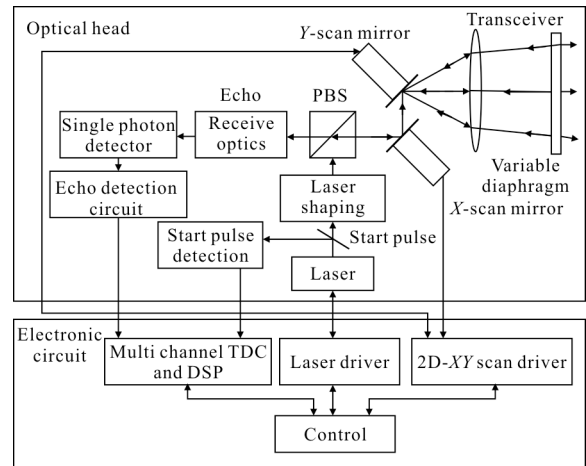 Optical head
Y-scan mirror
Transceiver
Echo
PBS
Single photon
detector
Receive
optics
Echo detection
circuit
Laser
shaping
Variable
diaphragm
X-scan mirror
Start pulse
detection
Start pulse
Laser
Electronic
circuit
Multi channel TDC
and DSP
Laser driver
2D-XY scan driver
Control